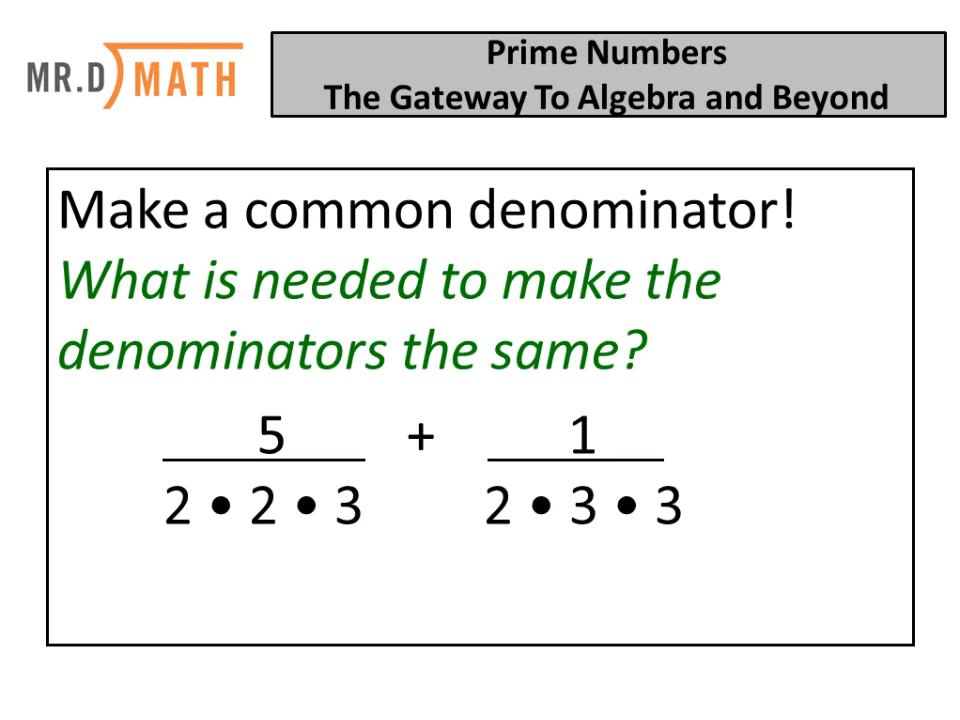 MR.D MATH
Prime Numbers
The Gateway To Algebra and Beyond
Make a common denominator!
What is needed to make the
denominators the same?
5 + 1
2 • 2 • 3 2 • 3 • 3